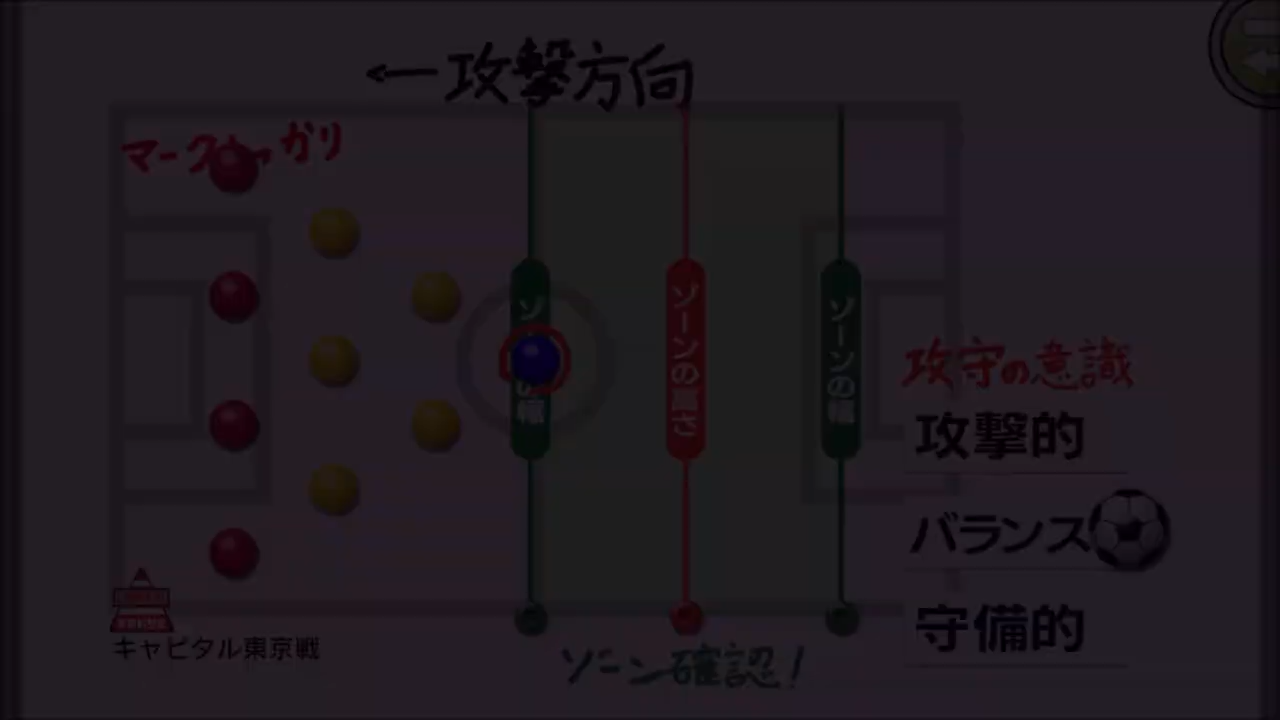 ←攻撃方向
マーク
がり
ゾーンの高さ
ゾーンの幅
攻守の意識
攻撃的
バランス
守備的
キャピタル東京戦
ゾーン確認!